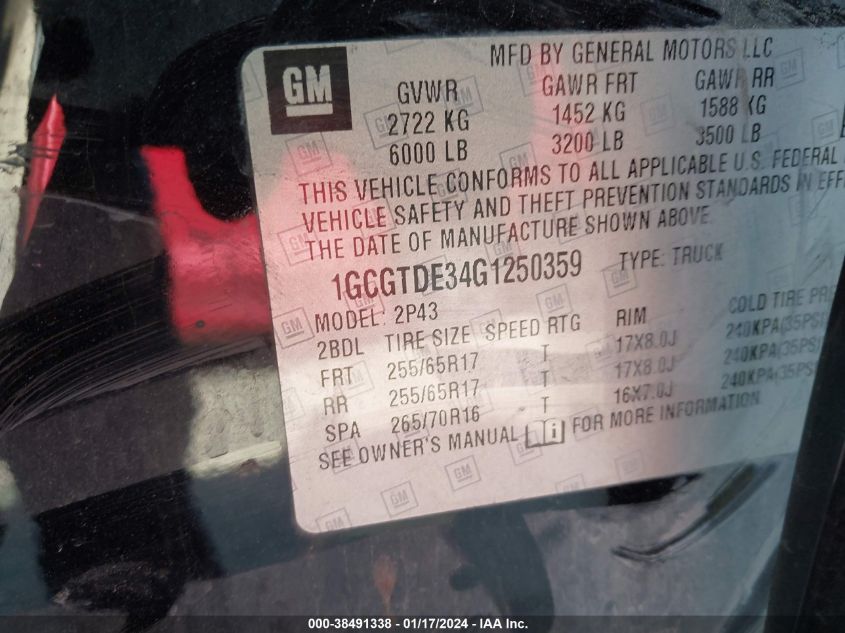 GM
MFD BY GENERAL MOTORS LLC
GVWR GAWR FRT GAWR RR
2722 KG 1452 KG 1588 KG
6000 LB 3200 LB 3500 LB
THIS VEHICLE CONFORMS TO ALL APPLICABLE U.S. FEDERAL
VEHICLE SAFETY AND THEFT PREVENTION STANDARDS IN EFF
THE DATE OF MANUFACTURE SHOWN ABOVE.
1GCGTDE34G1250359 TYPE: TRUCK
MODEL: 2P43
2BDL TIRE SIZE SPEED RTG RIM COLD TIRE PRE
FRT 255/65R17 T 17X8.0J 240KPA(35PSI
RR 255/65R17 T 17X8.0J 240KPA(35PSI
SPA 265/70R16 T 16X7.0J 240KPA(35PSI
SEE OWNER'S MANUAL i FOR MORE INFORMATION
000-38491338 - 01/17/2024 - IAA Inc.